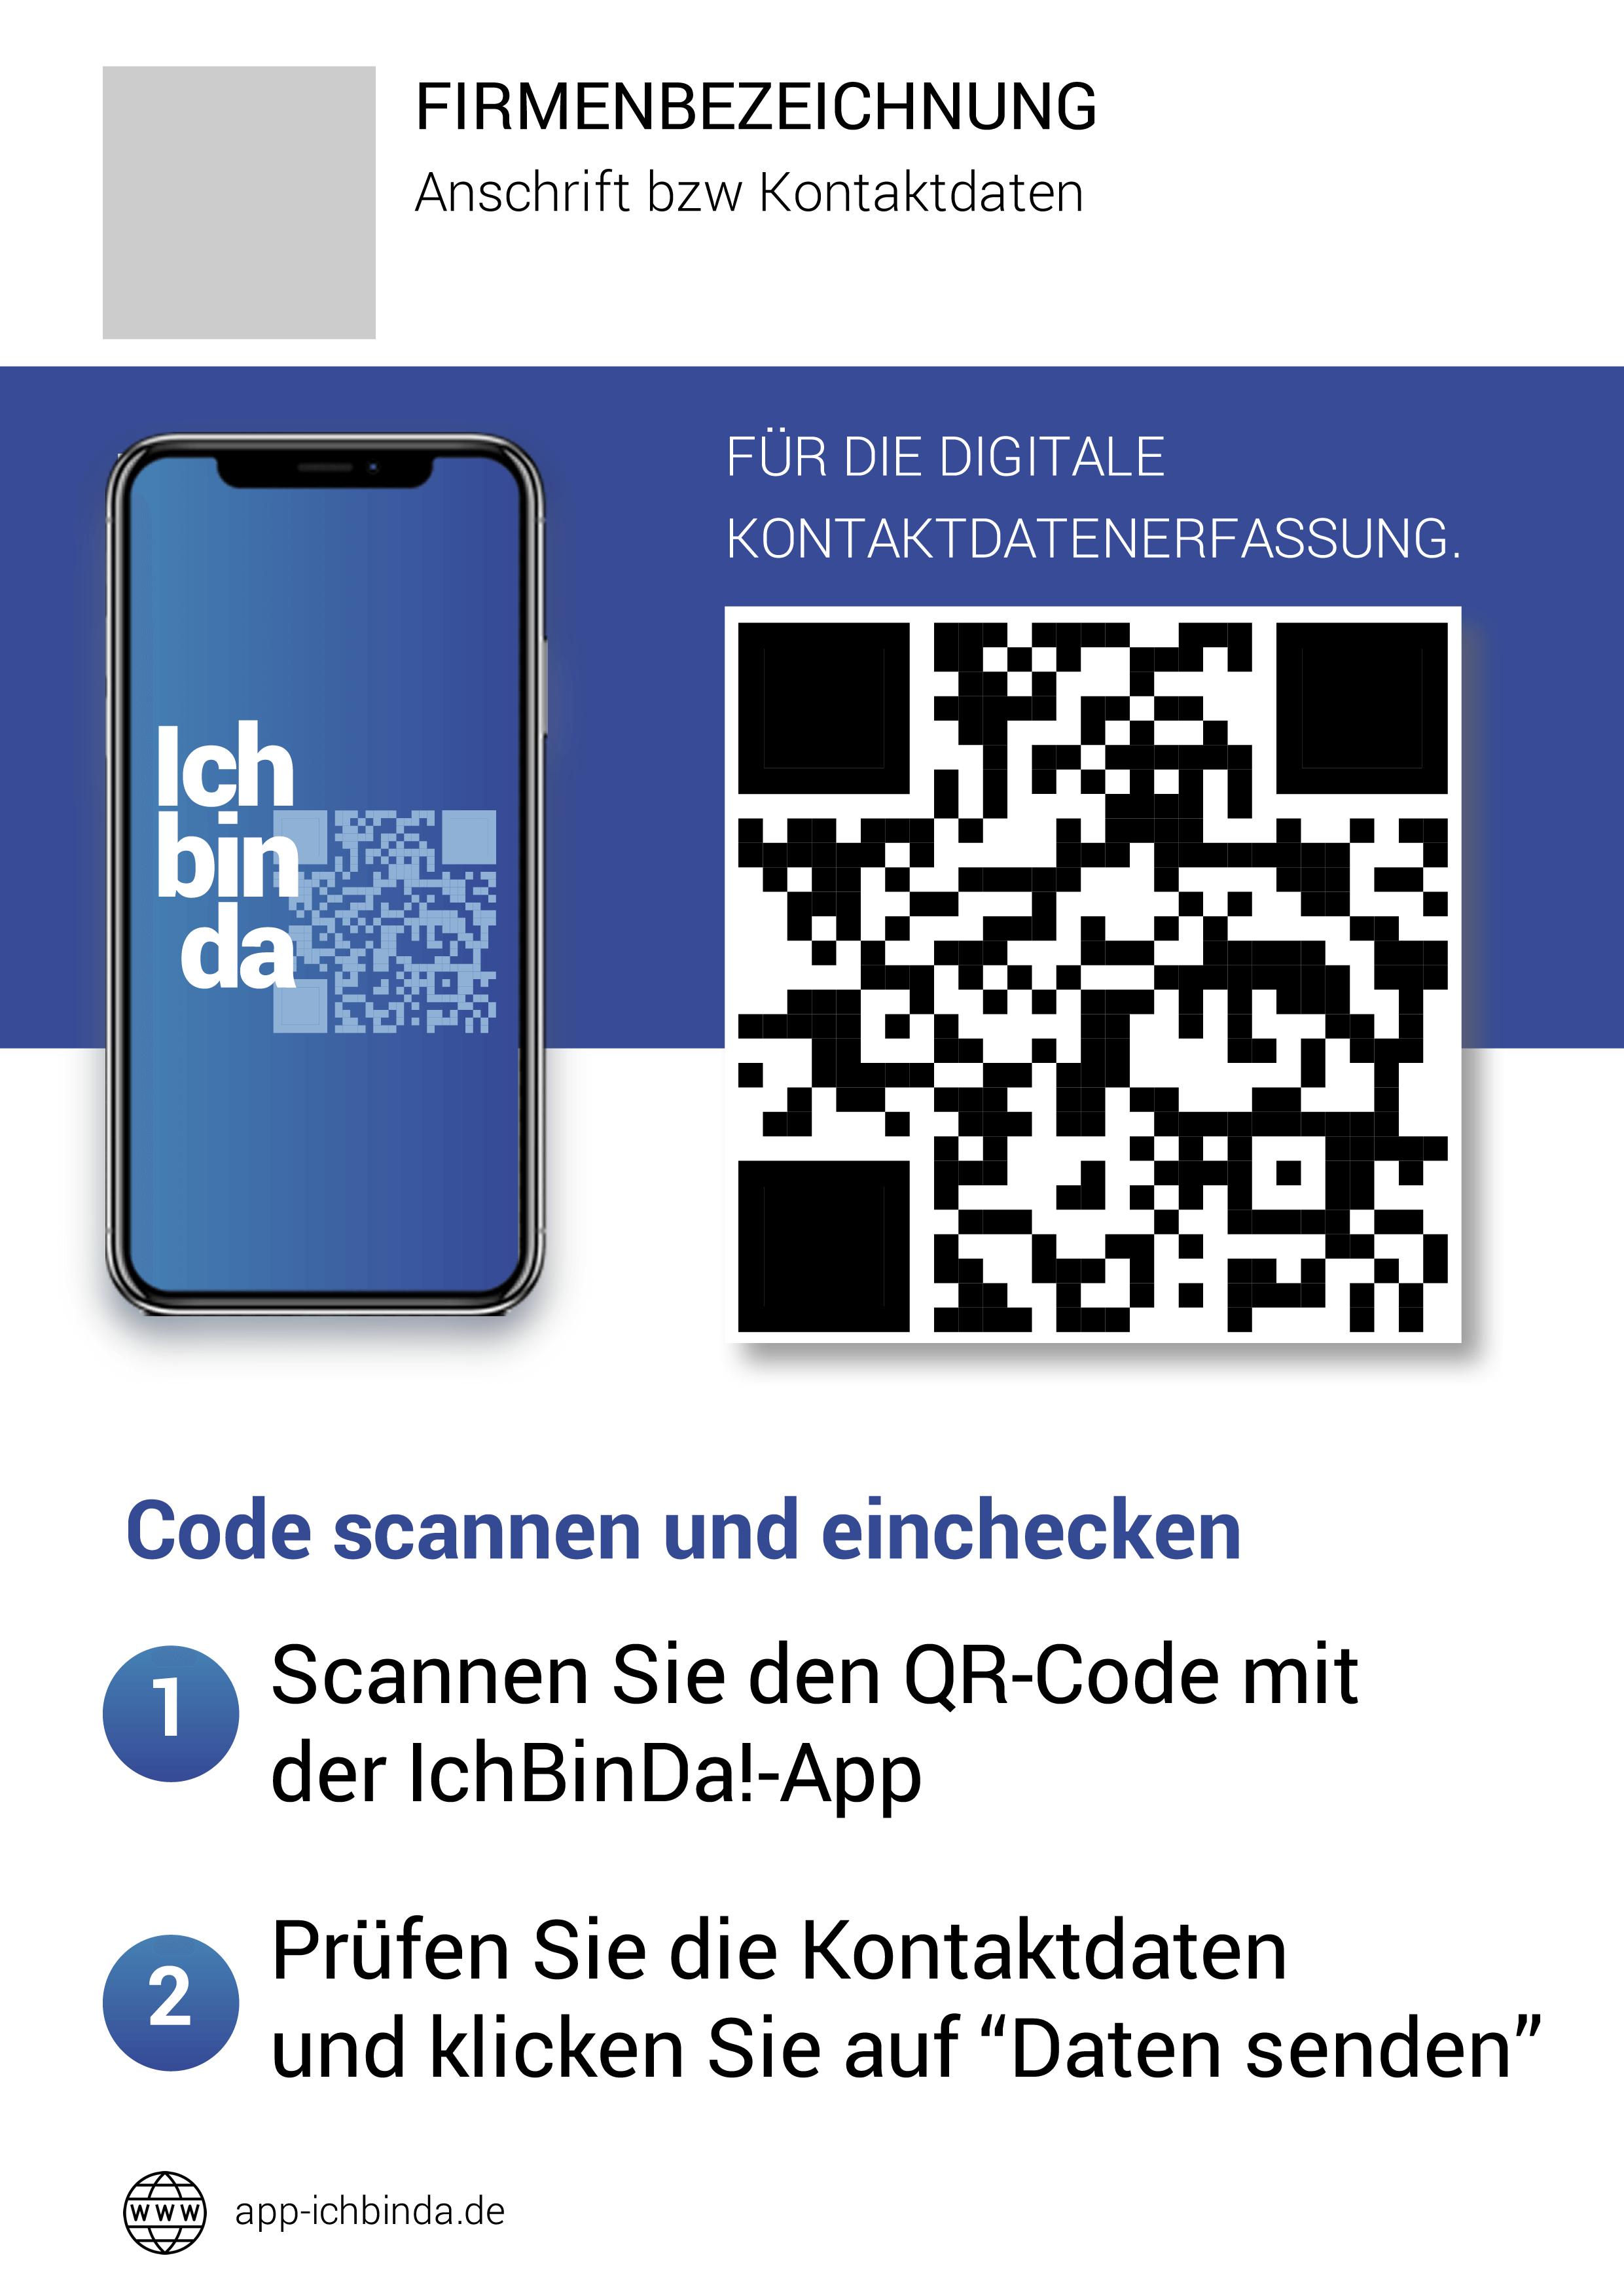 FIRMENBEZEICHNUNG
Anschrift bzw Kontaktdaten
FÜR DIE DIGITALE
KONTAKTDATENERFASSUNG.
Ich
bin
da
Code scannen und einchecken
1
Scannen Sie den QR-Code mit
der IchBinDa!-App
2
Prüfen Sie die Kontaktdaten
und klicken Sie auf “Daten senden”
WWW
app-ichbinda.de